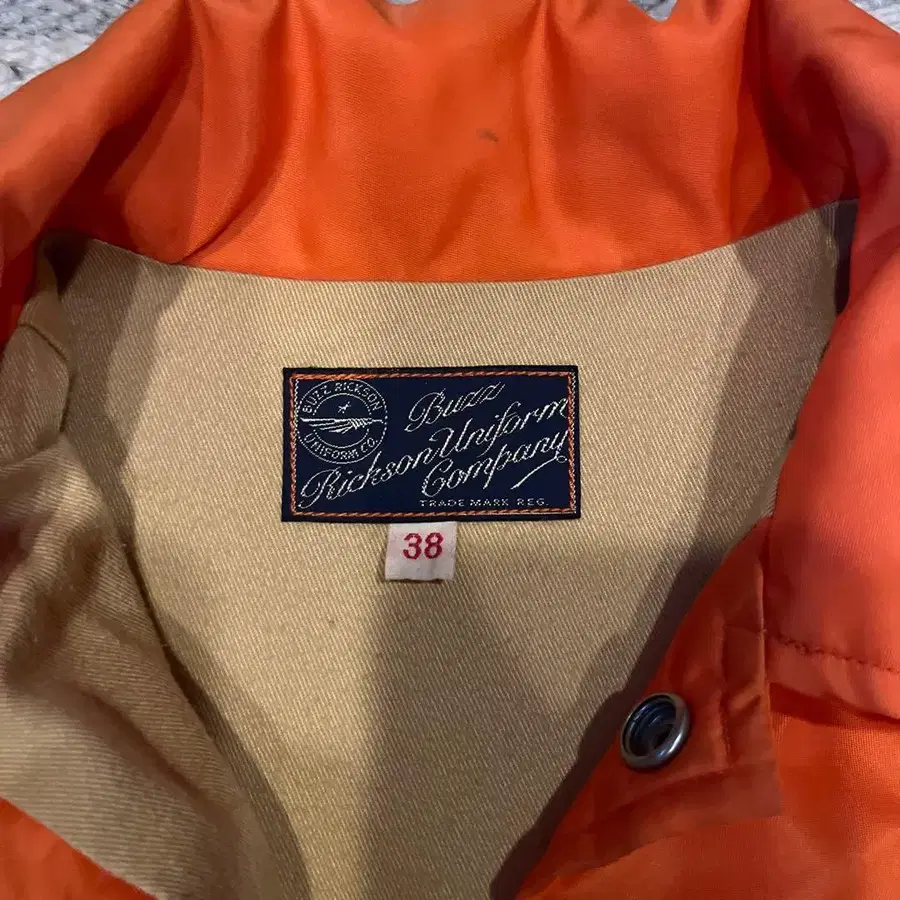 BUZZ RICKSON
UNIFORM CO.
Buzz
Rickson Uniform
Company
TRADE MARK REG.
38